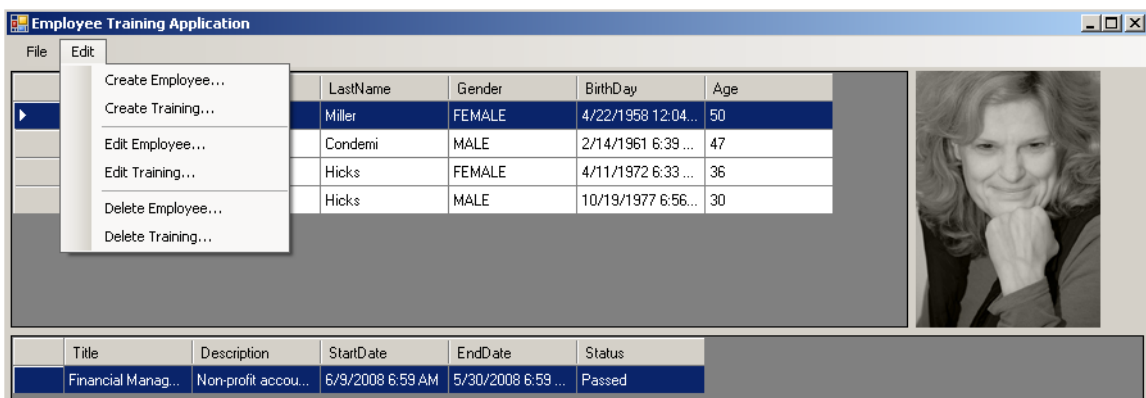 Employee Training Application
File Edit
Create Employee...
Create Training...
Edit Employee...
Edit Training...
Delete Employee...
Delete Training...
LastName Gender BirthDay Age
Miller FEMALE 4/22/1958 12:04... 50
Condemi MALE 2/14/1961 6:39 ... 47
Hicks FEMALE 4/11/1972 6:33 ... 36
Hicks MALE 10/19/1977 6:56... 30
Title Description StartDate EndDate Status
Financial Manag... Non-profit accou... 6/9/2008 6:59 AM 5/30/2008 6:59 ... Passed